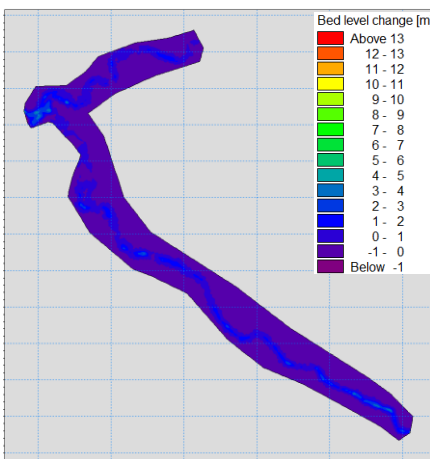 Bed level change [m
Above 13
12 - 13
11 - 12
10 - 11
9 - 10
8 - 9
7 - 8
6 - 7
5 - 6
4 - 5
3 - 4
2 - 3
1 - 2
0 - 1
-1 - 0
Below -1